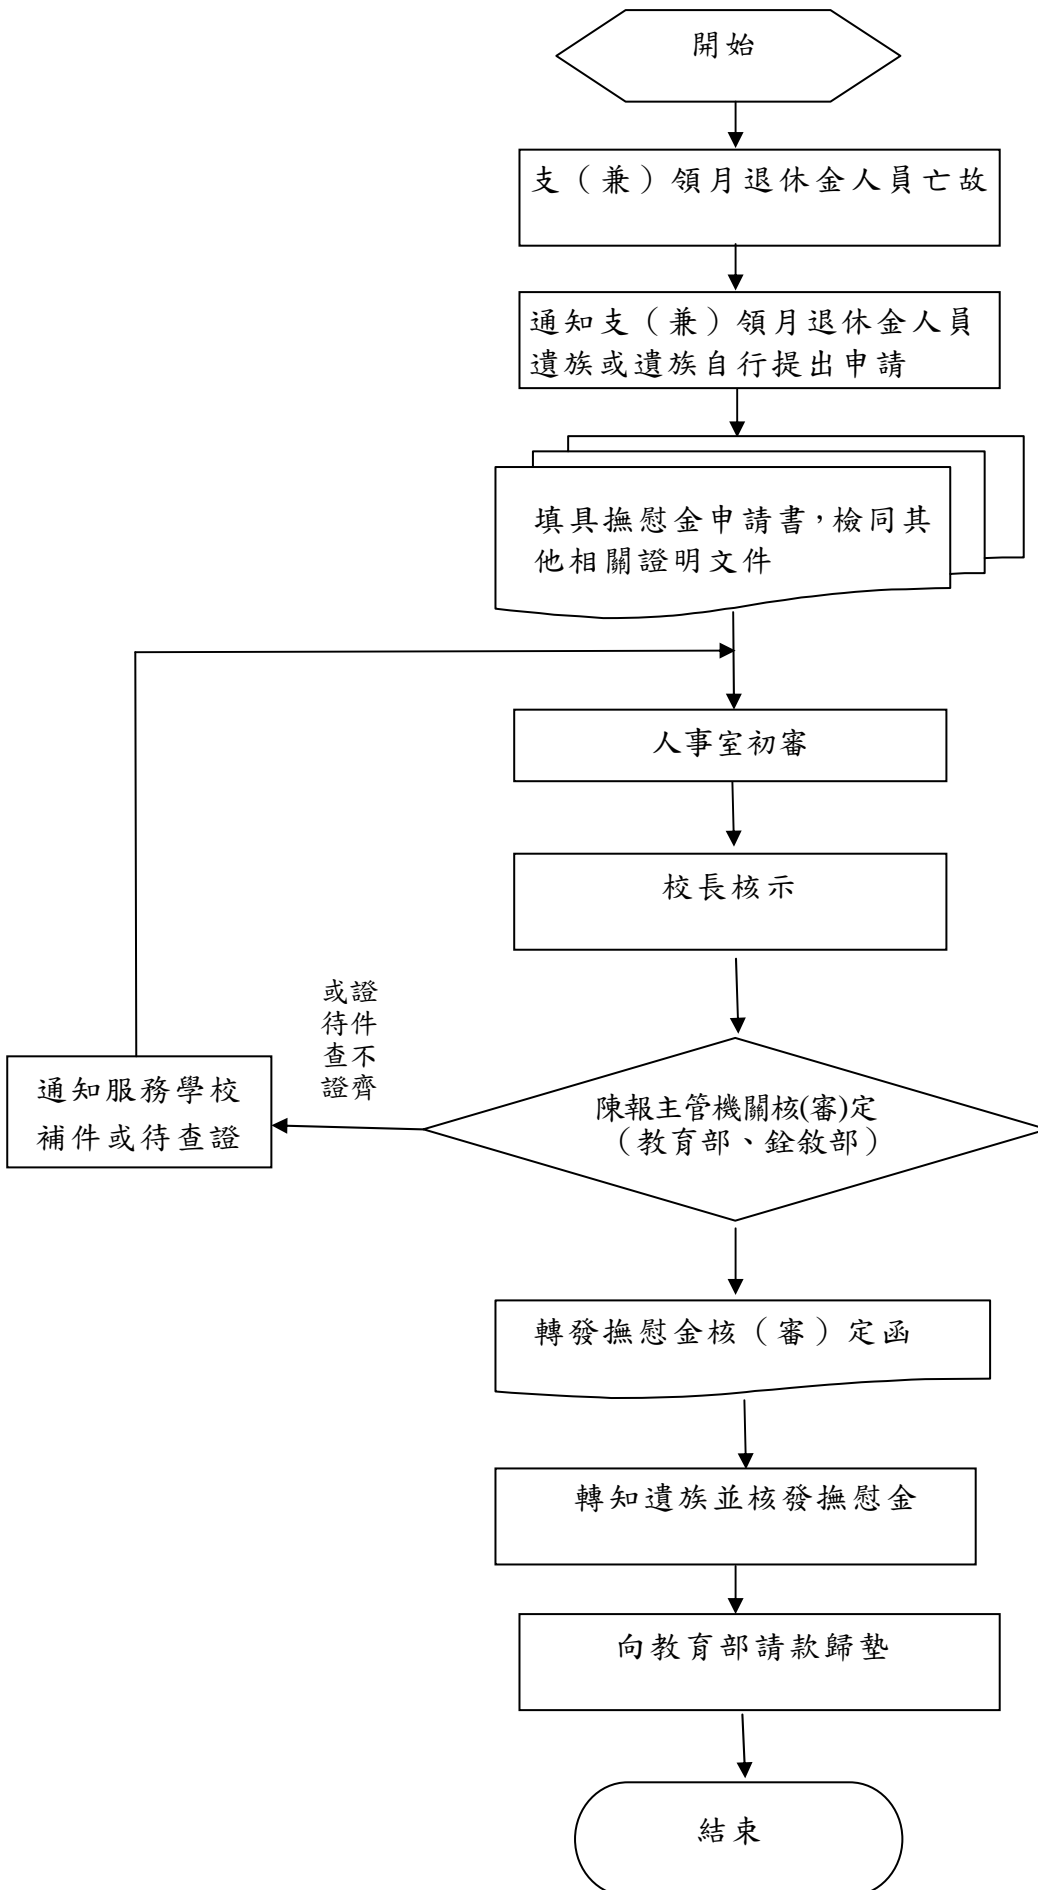 開始
支（兼）領月退休金人員亡故
通知支（兼）領月退休金人員
遺族或遺族自行提出申請
填具撫慰金申請書，檢同其
他相關證明文件
人事室初審
校長核示
證件不齊
或待查證
通知服務學校
補件或待查證
陳報主管機關核(審)定
（教育部、銓敘部）
轉發撫慰金核（審）定函
轉知遺族並核發撫慰金
向教育部請款歸墊
結束